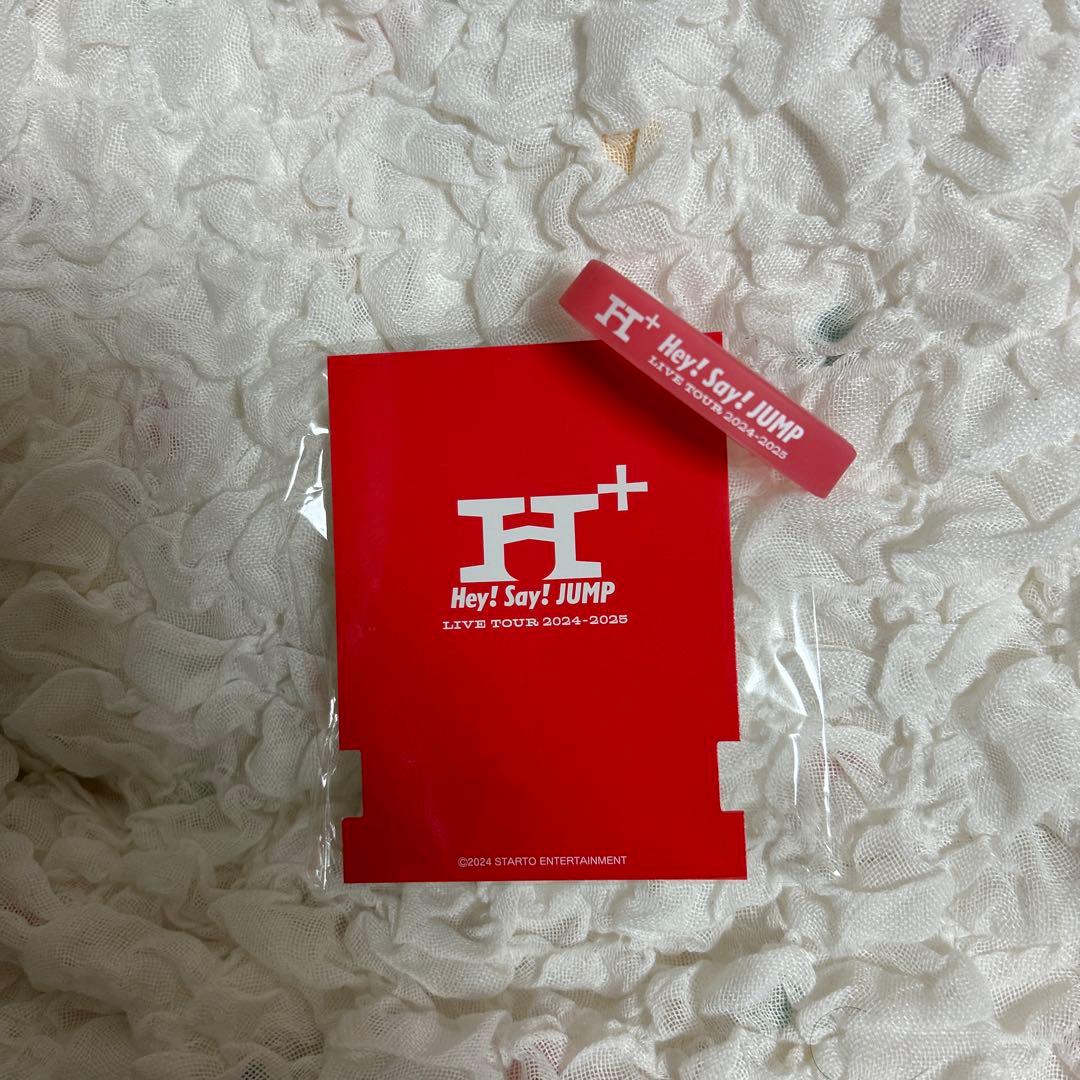 H+
Hey! Say! JUMP
LIVE TOUR 2024-2025
H+
Hey! Say! JUMP
LIVE TOUR 2024-2025
©2024 STARTO ENTERTAINMENT